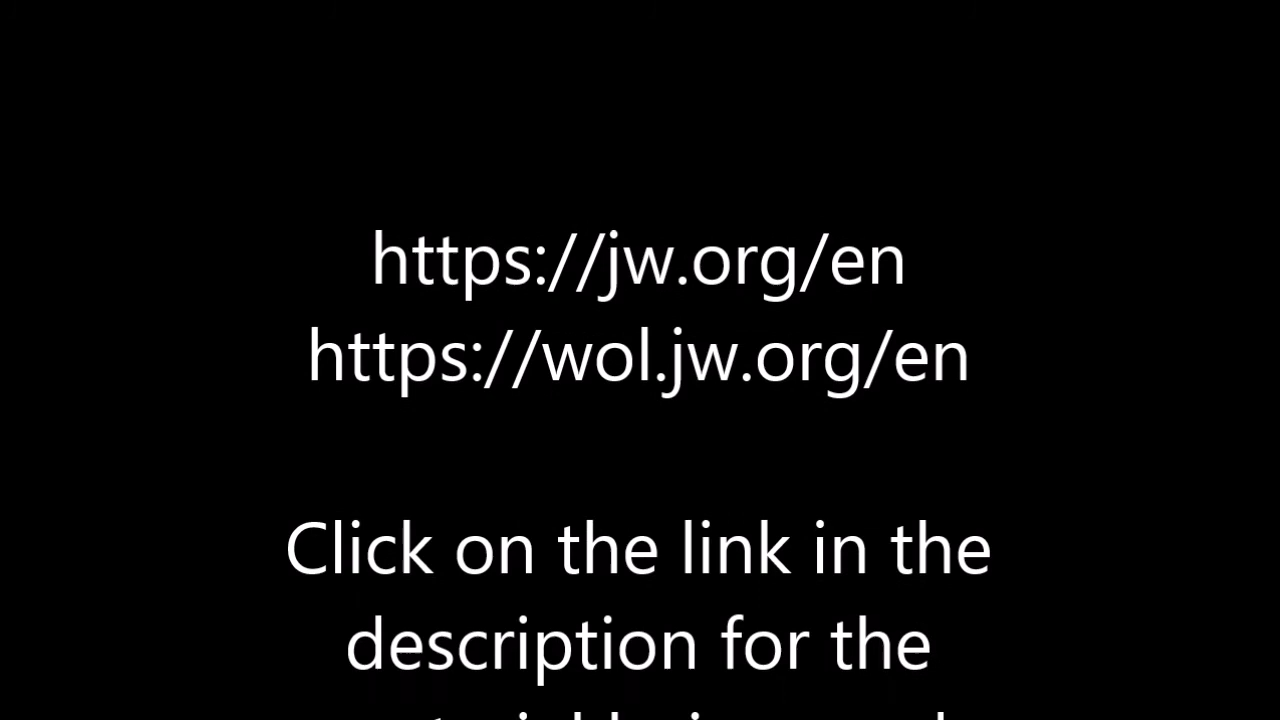 https://jw.org/en
https://wol.jw.org/en
Click on the link in the
description for the